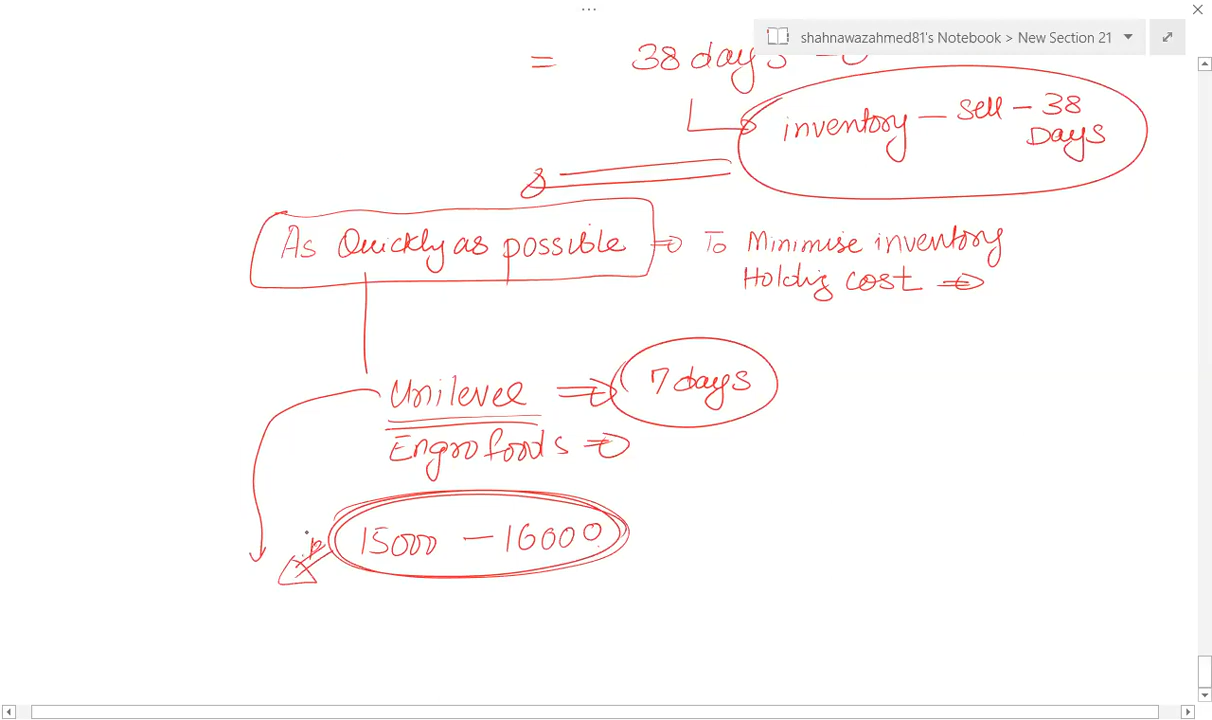 shahnawazahmed81's Notebook > New Section 21
= 38 days
inventory — sell — 38
Days
As Quickly as possible ⇒ To Minimise inventory
Holding cost ⇒
Unilever ⇒ 7 days
Engro foods ⇒
15000 — 16000